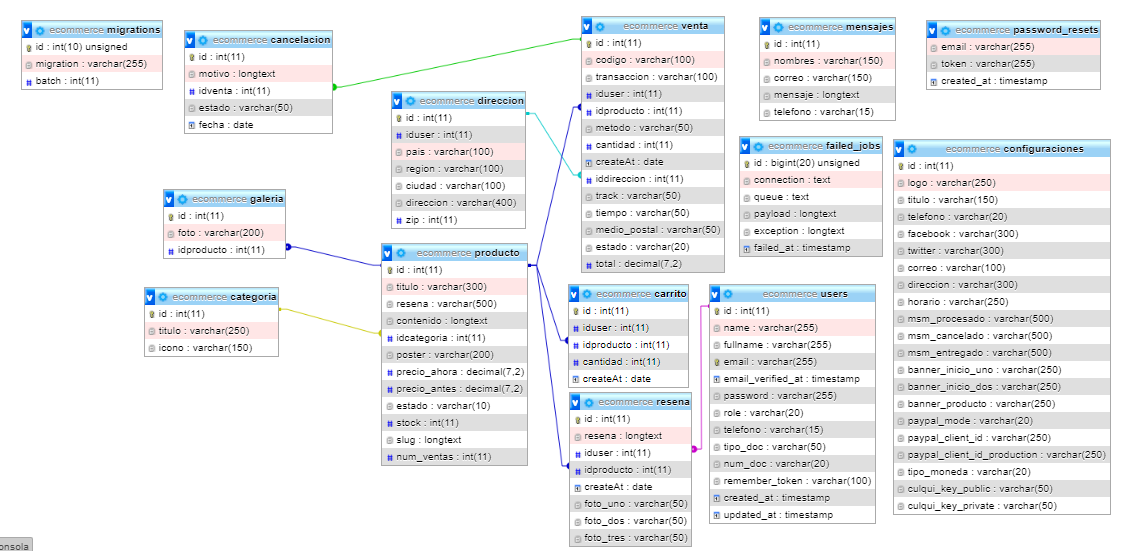 ecommerce migrations
id : int(10) unsigned
migration : varchar(255)
batch : int(11)
ecommerce cancelacion
id : int(11)
motivo : longtext
idventa : int(11)
estado : varchar(50)
fecha : date
ecommerce direccion
id : int(11)
iduser : int(11)
pais : varchar(100)
region : varchar(100)
ciudad : varchar(100)
direccion : varchar(400)
zip : int(11)
ecommerce venta
id : int(11)
codigo : varchar(100)
transaccion : varchar(100)
iduser : int(11)
idproducto : int(11)
metodo : varchar(50)
cantidad : int(11)
createAt : date
iddireccion : int(11)
track : varchar(50)
tiempo : varchar(50)
medio_postal : varchar(50)
estado : varchar(20)
total : decimal(7,2)
ecommerce mensajes
id : int(11)
nombres : varchar(150)
correo : varchar(150)
mensaje : longtext
telefono : varchar(15)
ecommerce password_resets
email : varchar(255)
token : varchar(255)
created_at : timestamp
ecommerce failed_jobs
id : bigint(20) unsigned
connection : text
queue : text
payload : longtext
exception : longtext
failed_at : timestamp
ecommerce configuraciones
id : int(11)
logo : varchar(250)
titulo : varchar(150)
telefono : varchar(20)
facebook : varchar(300)
twitter : varchar(300)
correo : varchar(100)
direccion : varchar(300)
horario : varchar(250)
msm_procesado : varchar(500)
msm_cancelado : varchar(500)
msm_entregado : varchar(500)
banner_inicio_uno : varchar(250)
banner_inicio_dos : varchar(250)
banner_producto : varchar(250)
paypal_mode : varchar(20)
paypal_client_id : varchar(250)
paypal_client_id_production : varchar(250)
tipo_moneda : varchar(20)
culqui_key_public : varchar(50)
culqui_key_private : varchar(50)
ecommerce galeria
id : int(11)
foto : varchar(200)
idproducto : int(11)
ecommerce producto
id : int(11)
titulo : varchar(300)
resena : varchar(500)
contenido : longtext
idcategoria : int(11)
poster : varchar(200)
precio_ahora : decimal(7,2)
precio_antes : decimal(7,2)
estado : varchar(10)
stock : int(11)
slug : longtext
num_ventas : int(11)
ecommerce categoria
id : int(11)
titulo : varchar(250)
icono : varchar(150)
ecommerce carrito
id : int(11)
iduser : int(11)
idproducto : int(11)
cantidad : int(11)
createAt : date
ecommerce users
id : int(11)
name : varchar(255)
fullname : varchar(255)
email : varchar(255)
email_verified_at : timestamp
password : varchar(255)
role : varchar(20)
telefono : varchar(15)
tipo_doc : varchar(50)
num_doc : varchar(20)
remember_token : varchar(100)
created_at : timestamp
updated_at : timestamp
ecommerce resena
id : int(11)
resena : longtext
iduser : int(11)
idproducto : int(11)
createAt : date
foto_uno : varchar(50)
foto_dos : varchar(50)
foto_tres : varchar(50)
onsola